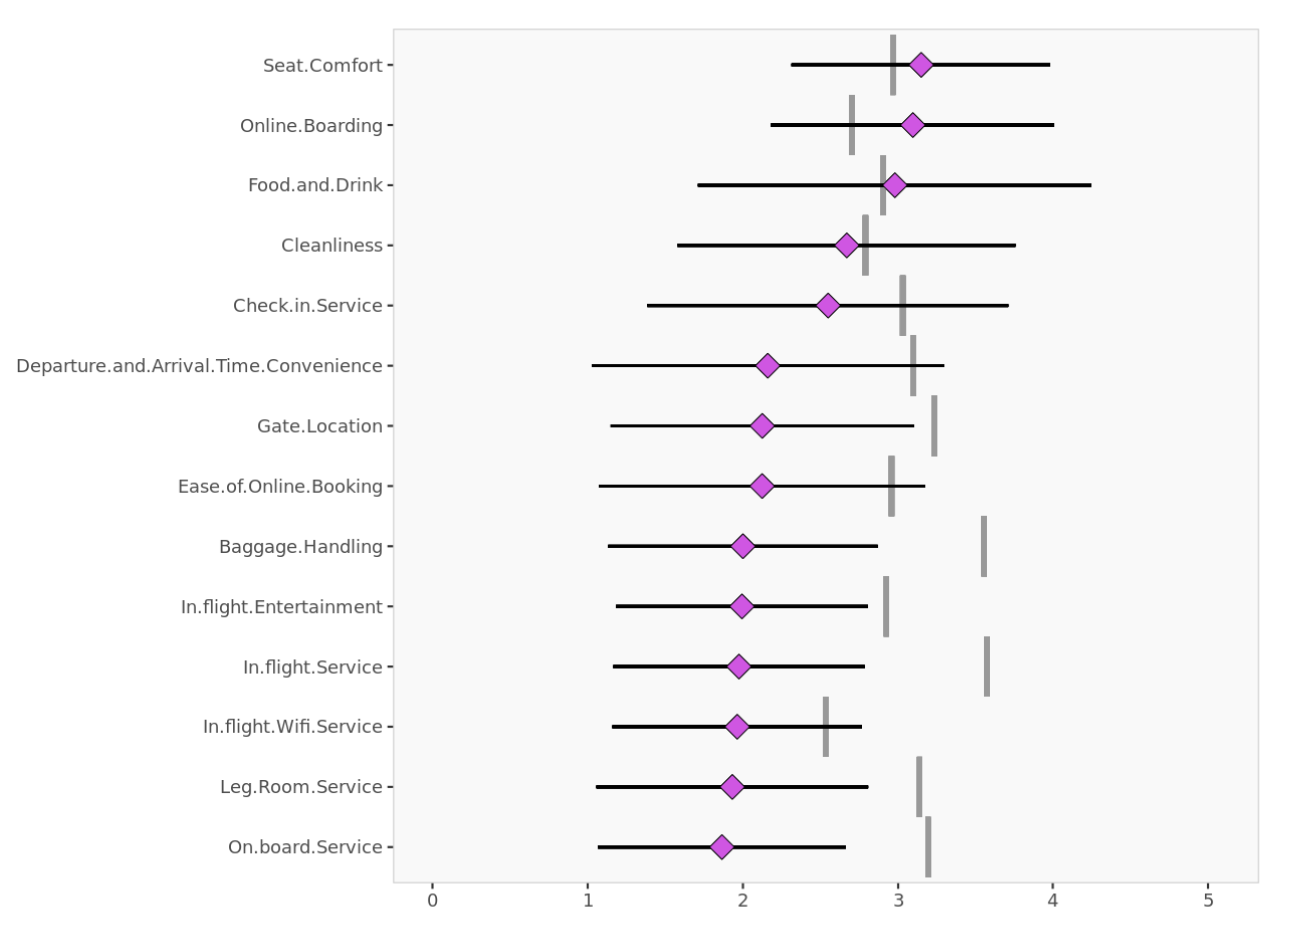 Seat.Comfort
Online.Boarding
Food.and.Drink
Cleanliness
Check.in.Service
Departure.and.Arrival.Time.Convenience
Gate.Location
Ease.of.Online.Booking
Baggage.Handling
In.flight.Entertainment
In.flight.Service
In.flight.Wifi.Service
Leg.Room.Service
On.board.Service
0 1 2 3 4 5